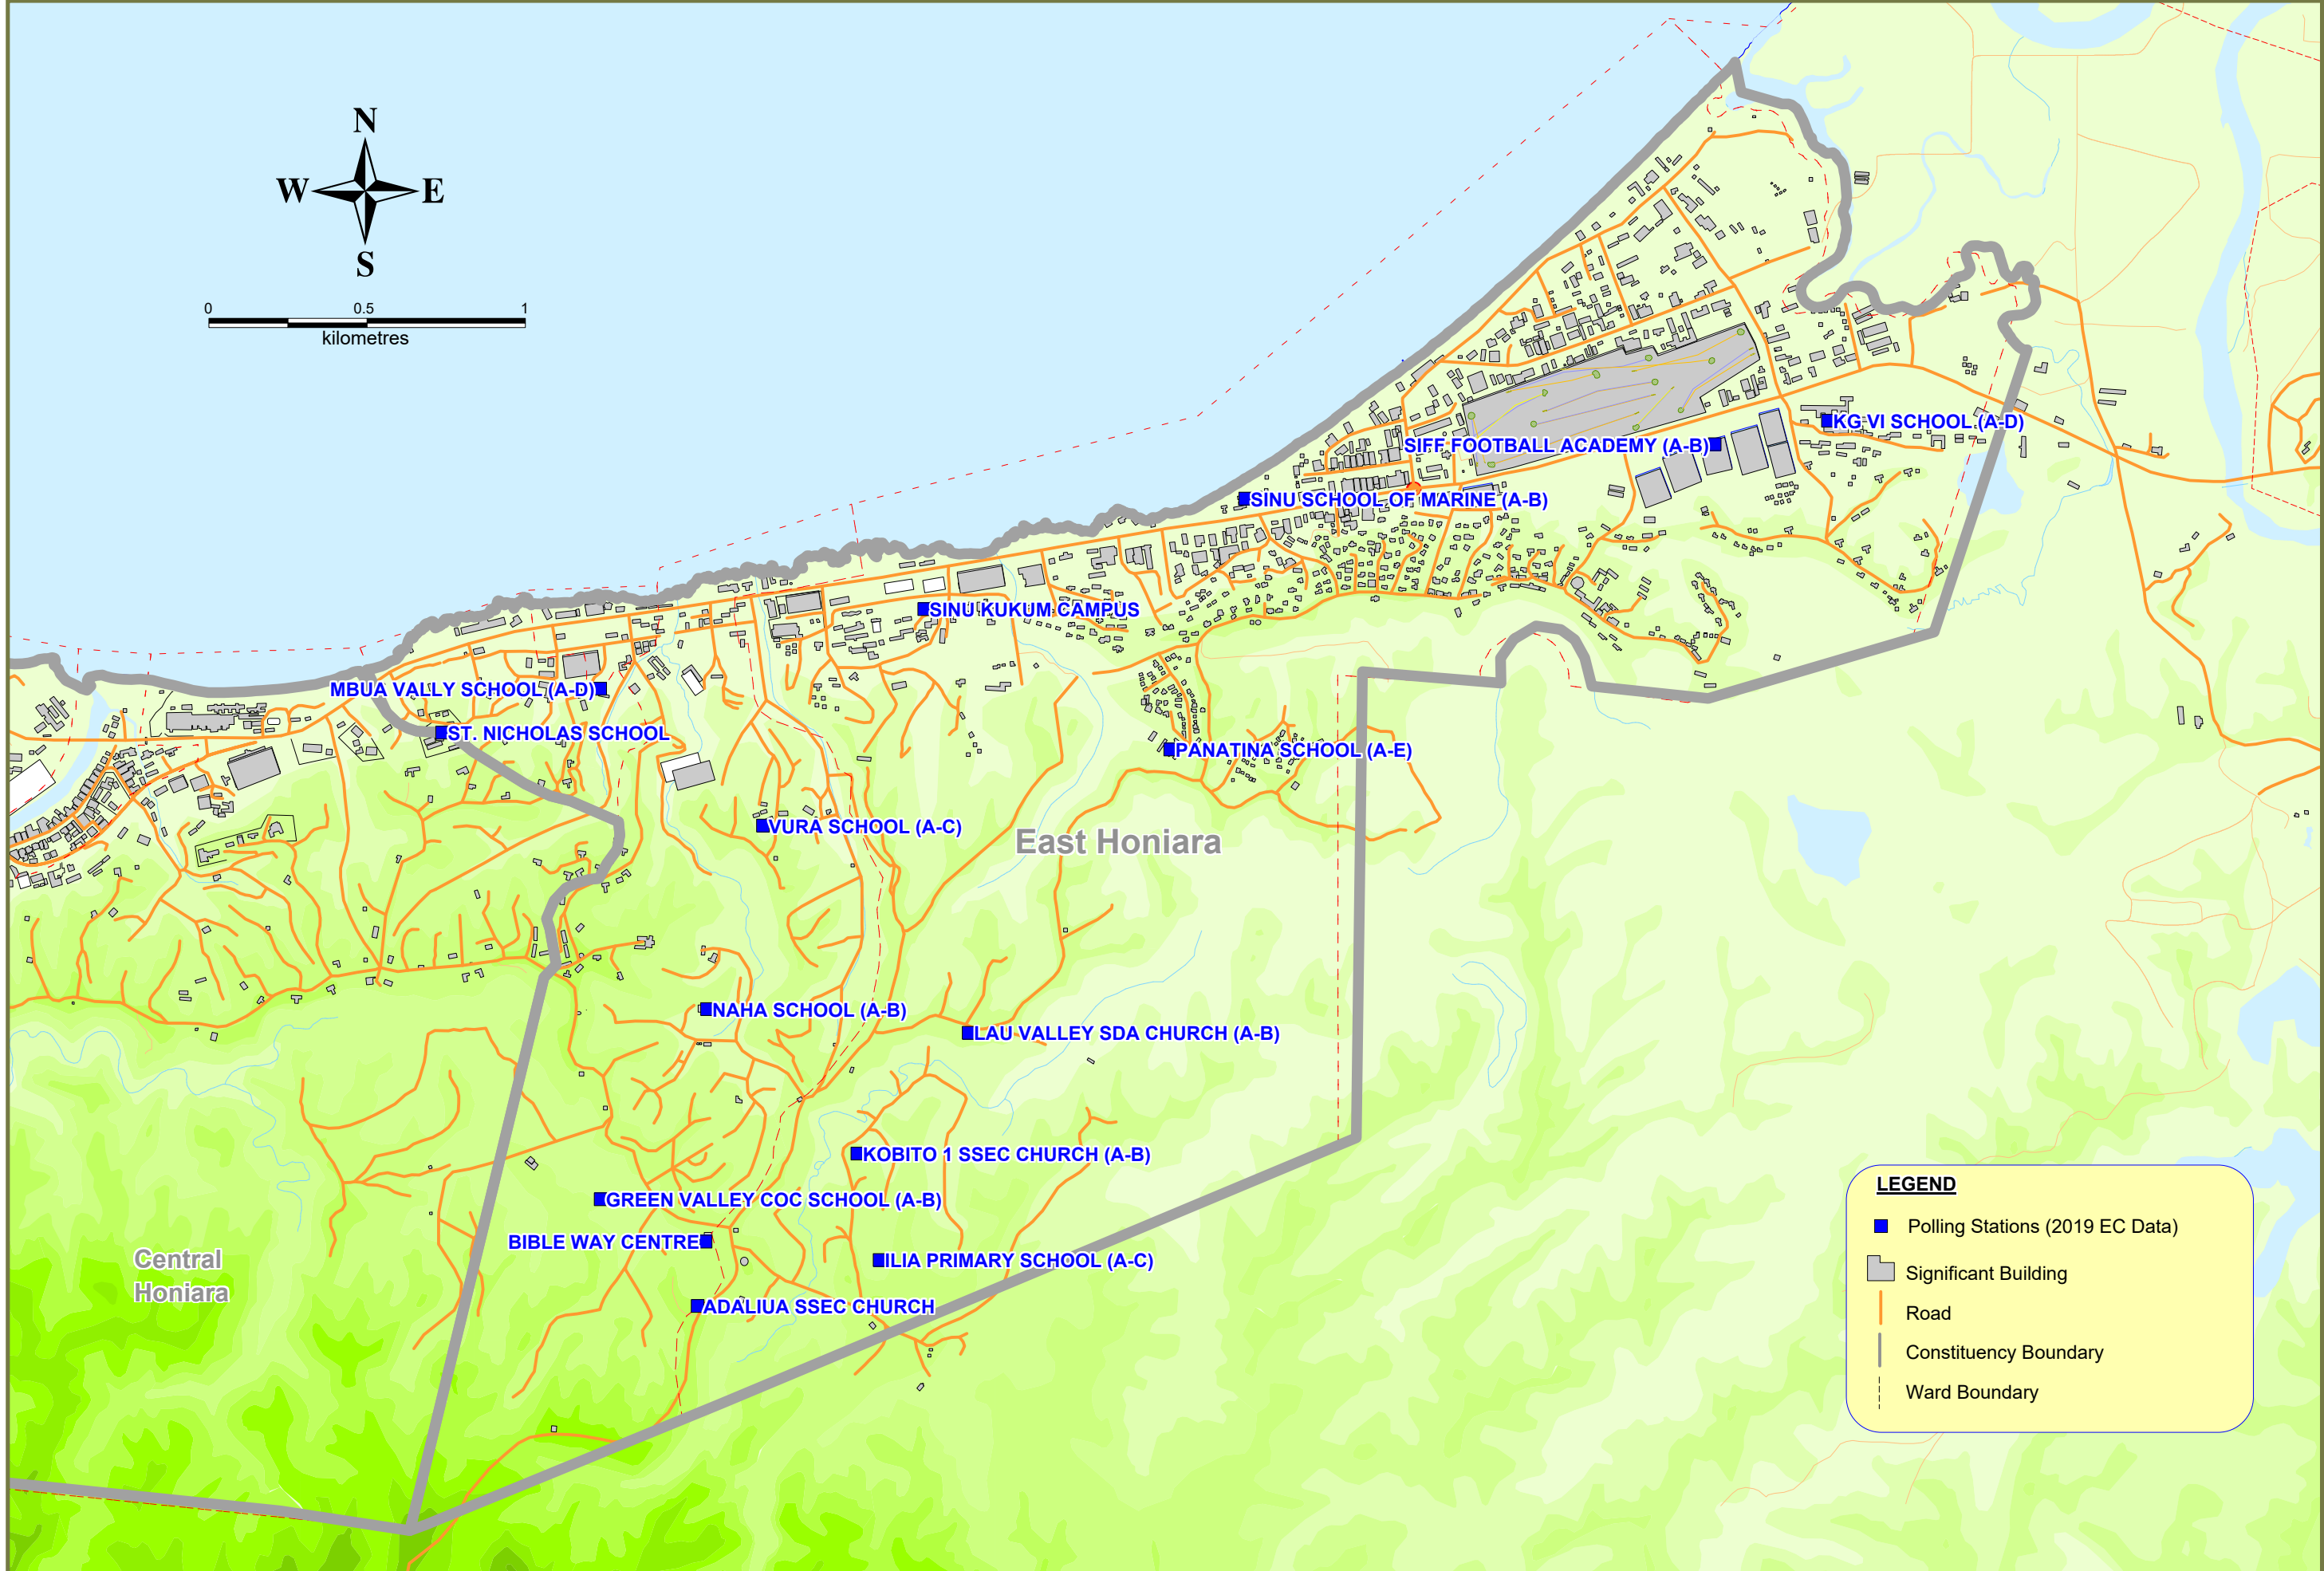 N
W E
S
0 0.5 1
kilometres
KG VI SCHOOL (A-D)
SIFF FOOTBALL ACADEMY (A-B)
SINU SCHOOL OF MARINE (A-B)
SINU KUKUM CAMPUS
MBUA VALLY SCHOOL (A-D)
ST. NICHOLAS SCHOOL
PANATINA SCHOOL (A-E)
VURA SCHOOL (A-C)
East Honiara
NAHA SCHOOL (A-B)
LAU VALLEY SDA CHURCH (A-B)
KOBITO 1 SSEC CHURCH (A-B)
GREEN VALLEY COC SCHOOL (A-B)
BIBLE WAY CENTRE
ILIA PRIMARY SCHOOL (A-C)
Central
Honiara
ADALIUA SSEC CHURCH
LEGEND
Polling Stations (2019 EC Data)
Significant Building
Road
Constituency Boundary
Ward Boundary